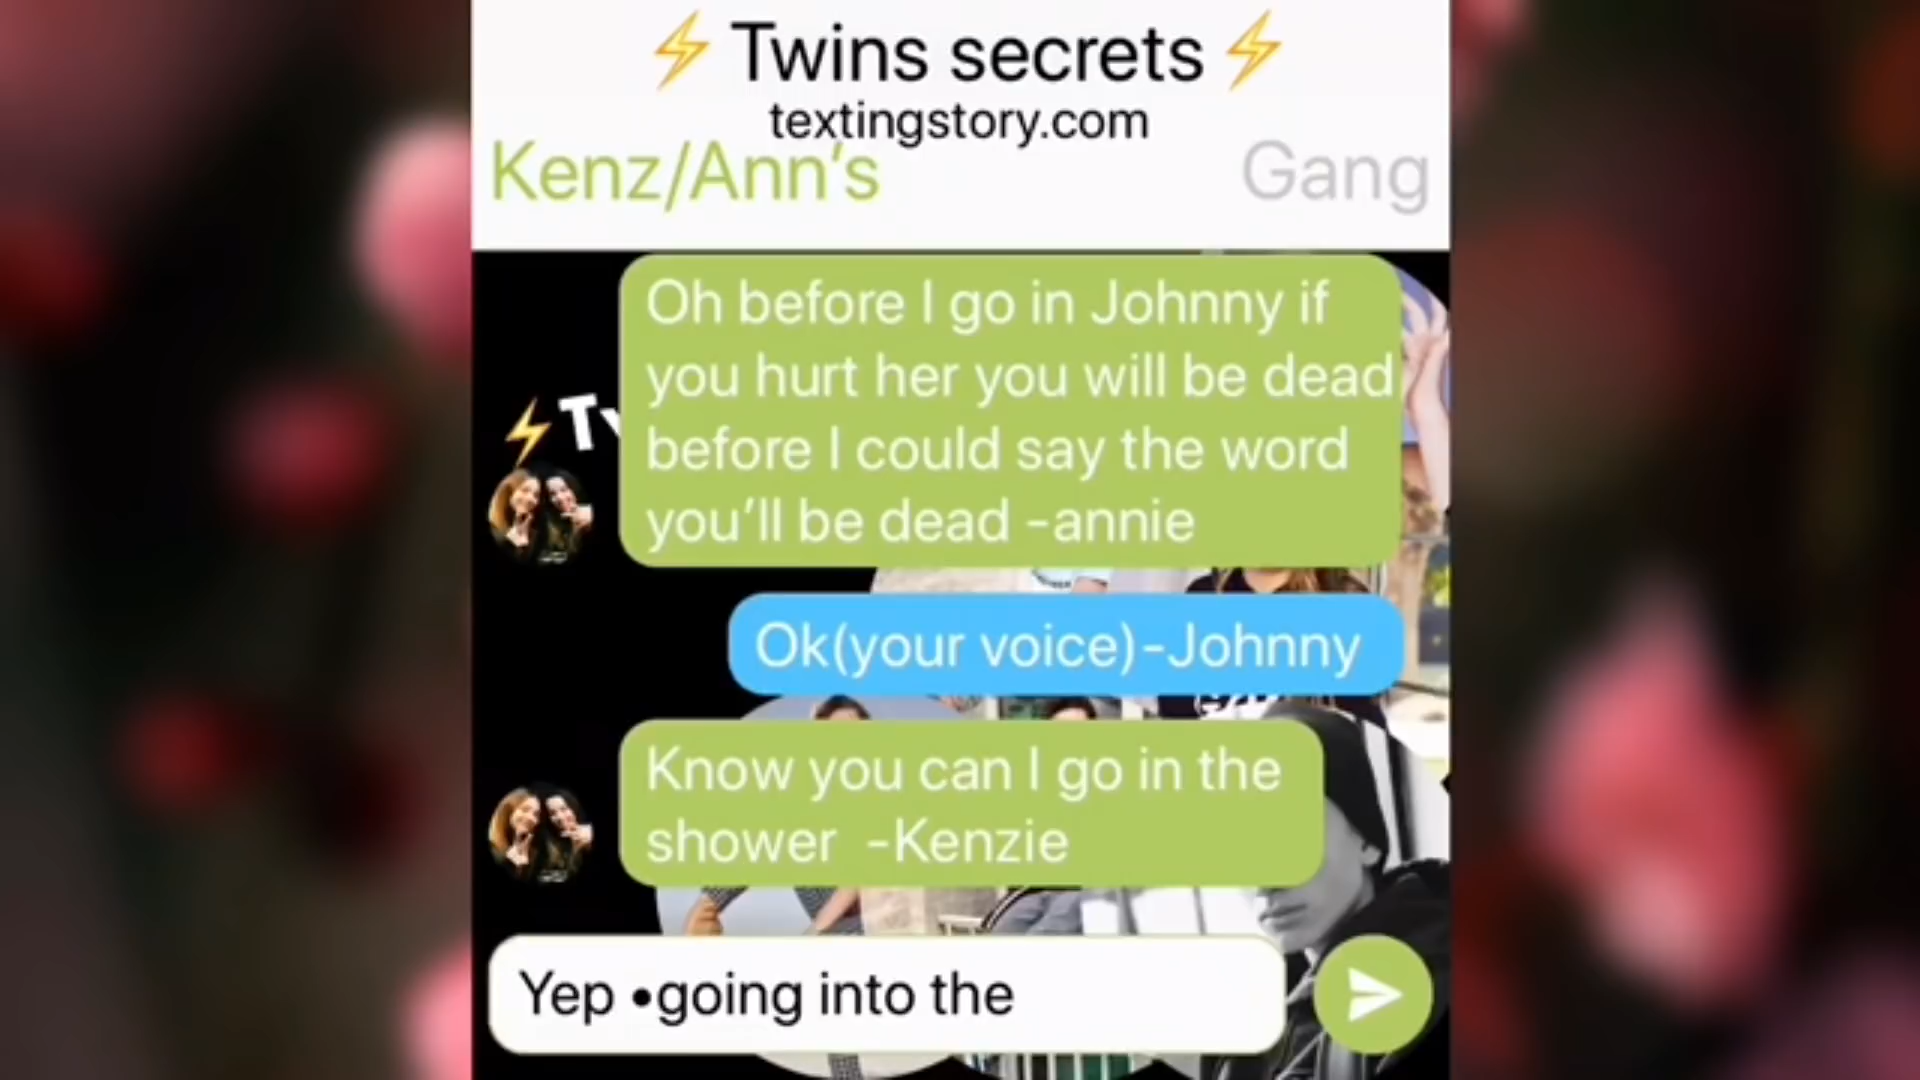 ⚡Twins secrets⚡
textingstory.com
Kenz/Ann's
Gang
Oh before I go in Johnny if
you hurt her you will be dead
before I could say the word
you'll be dead -annie
Ok(your voice)-Johnny
Know you can I go in the
shower -Kenzie
Yep •going into the